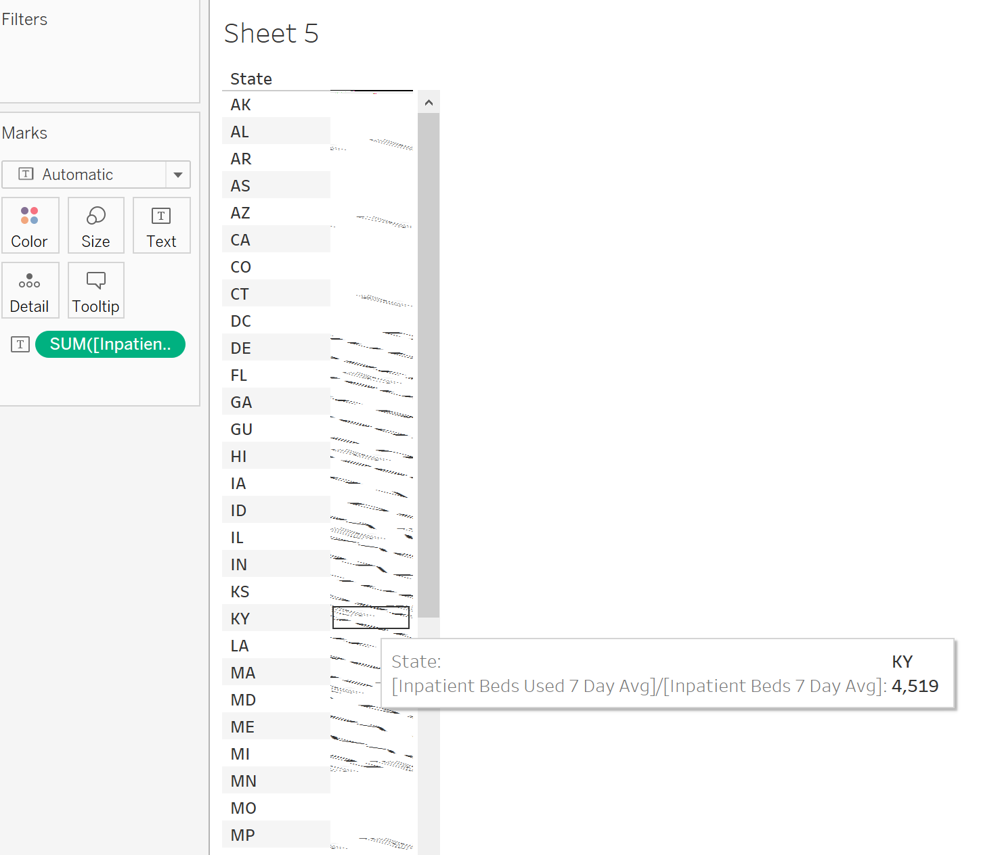 Filters
Marks
Automatic
Color
Size
Text
Detail
Tooltip
SUM([Inpatien..
Sheet 5
State
AK
AL
AR
AS
AZ
CA
CO
CT
DC
DE
FL
GA
GU
HI
IA
ID
IL
IN
KS
KY
LA
MA
MD
ME
MI
MN
MO
MP
State: KY
[Inpatient Beds Used 7 Day Avg]/[Inpatient Beds 7 Day Avg]: 4,519